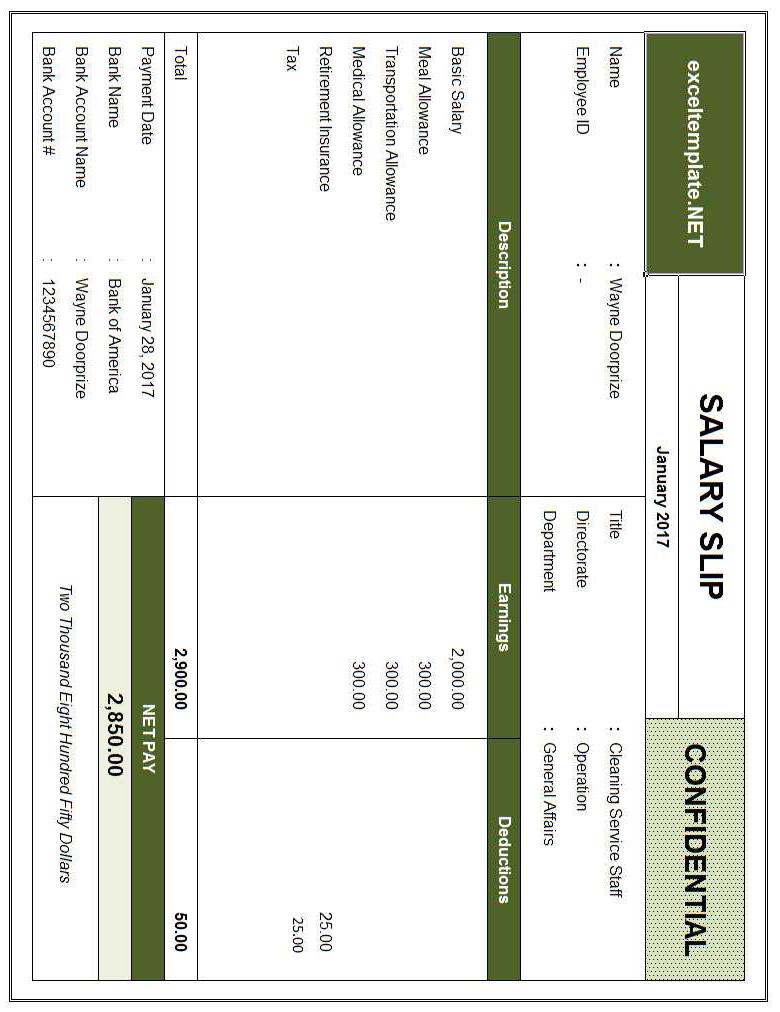 exceltemplate.NET SALARY SLIP CONFIDENTIAL
January 2017
Name : Wayne Doorprize Title : Cleaning Service Staff
Employee ID : - Directorate : Operation
Department : General Affairs
Description Earnings Deductions
Basic Salary 2,000.00
Meal Allowance 300.00
Transportation Allowance 300.00
Medical Allowance 300.00
Retirement Insurance 25.00
Tax 25.00
Total 2,900.00 50.00
Payment Date : January 28, 2017 NET PAY
Bank Name : Bank of America 2,850.00
Bank Account Name : Wayne Doorprize
Bank Account # : 1234567890 Two Thousand Eight Hundred Fifty Dollars